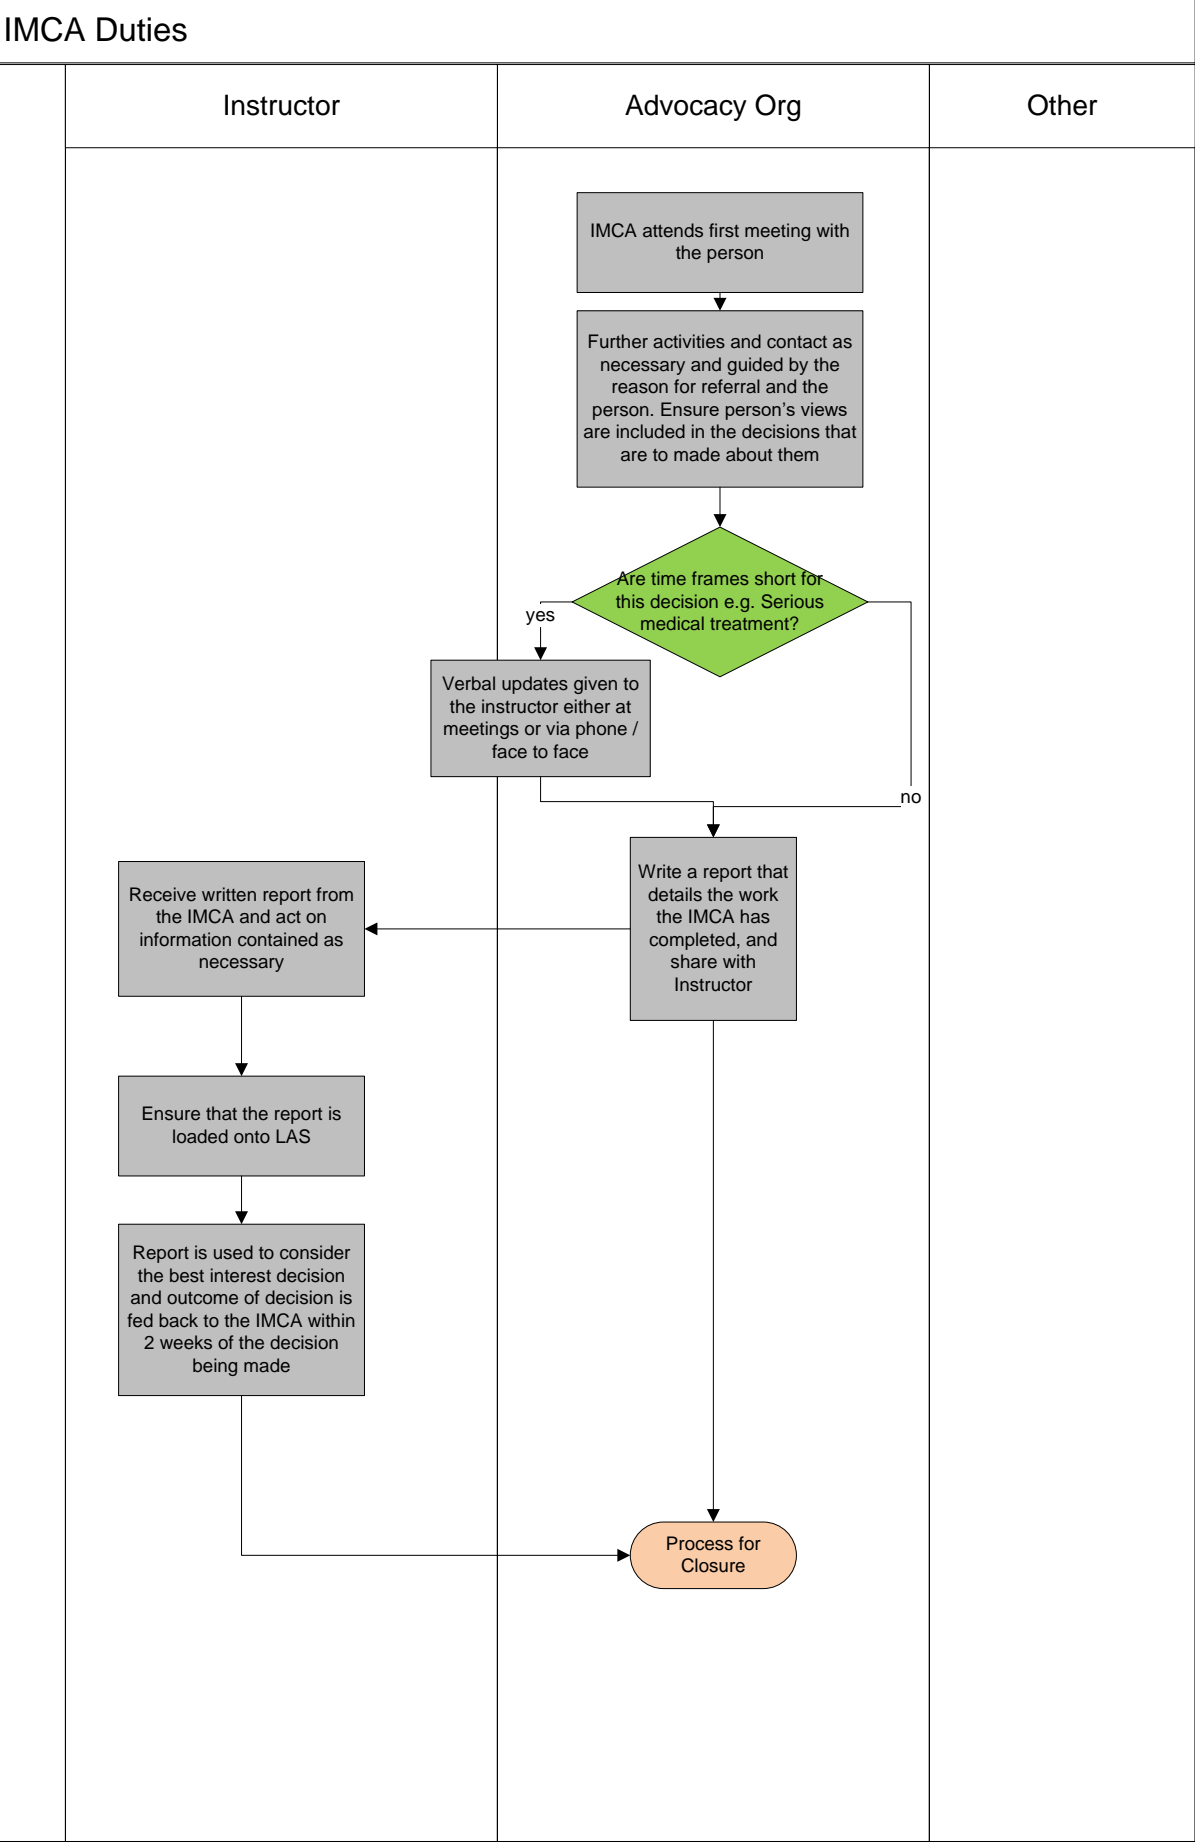 IMCA Duties
Instructor
Advocacy Org
Other
IMCA attends first meeting with
the person
Further activities and contact as
necessary and guided by the
reason for referral and the
person. Ensure person's views
are included in the decisions that
are to made about them
Are time frames short for
this decision e.g. Serious
medical treatment?
yes
Verbal updates given to
the instructor either at
meetings or via phone /
face to face
no
Write a report that
details the work
the IMCA has
completed, and
share with
Instructor
Receive written report from
the IMCA and act on
information contained as
necessary
Ensure that the report is
loaded onto LAS
Report is used to consider
the best interest decision
and outcome of decision is
fed back to the IMCA within
2 weeks of the decision
being made
Process for
Closure